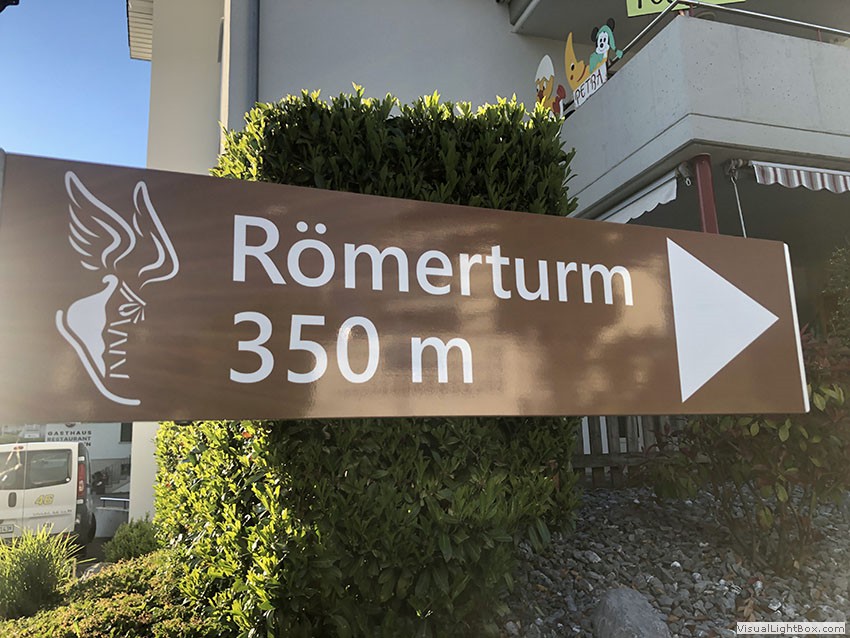 PETRA
Römerturm
350 m
GASTHAUS
RESTAURANT
46
VisualLightBox.com